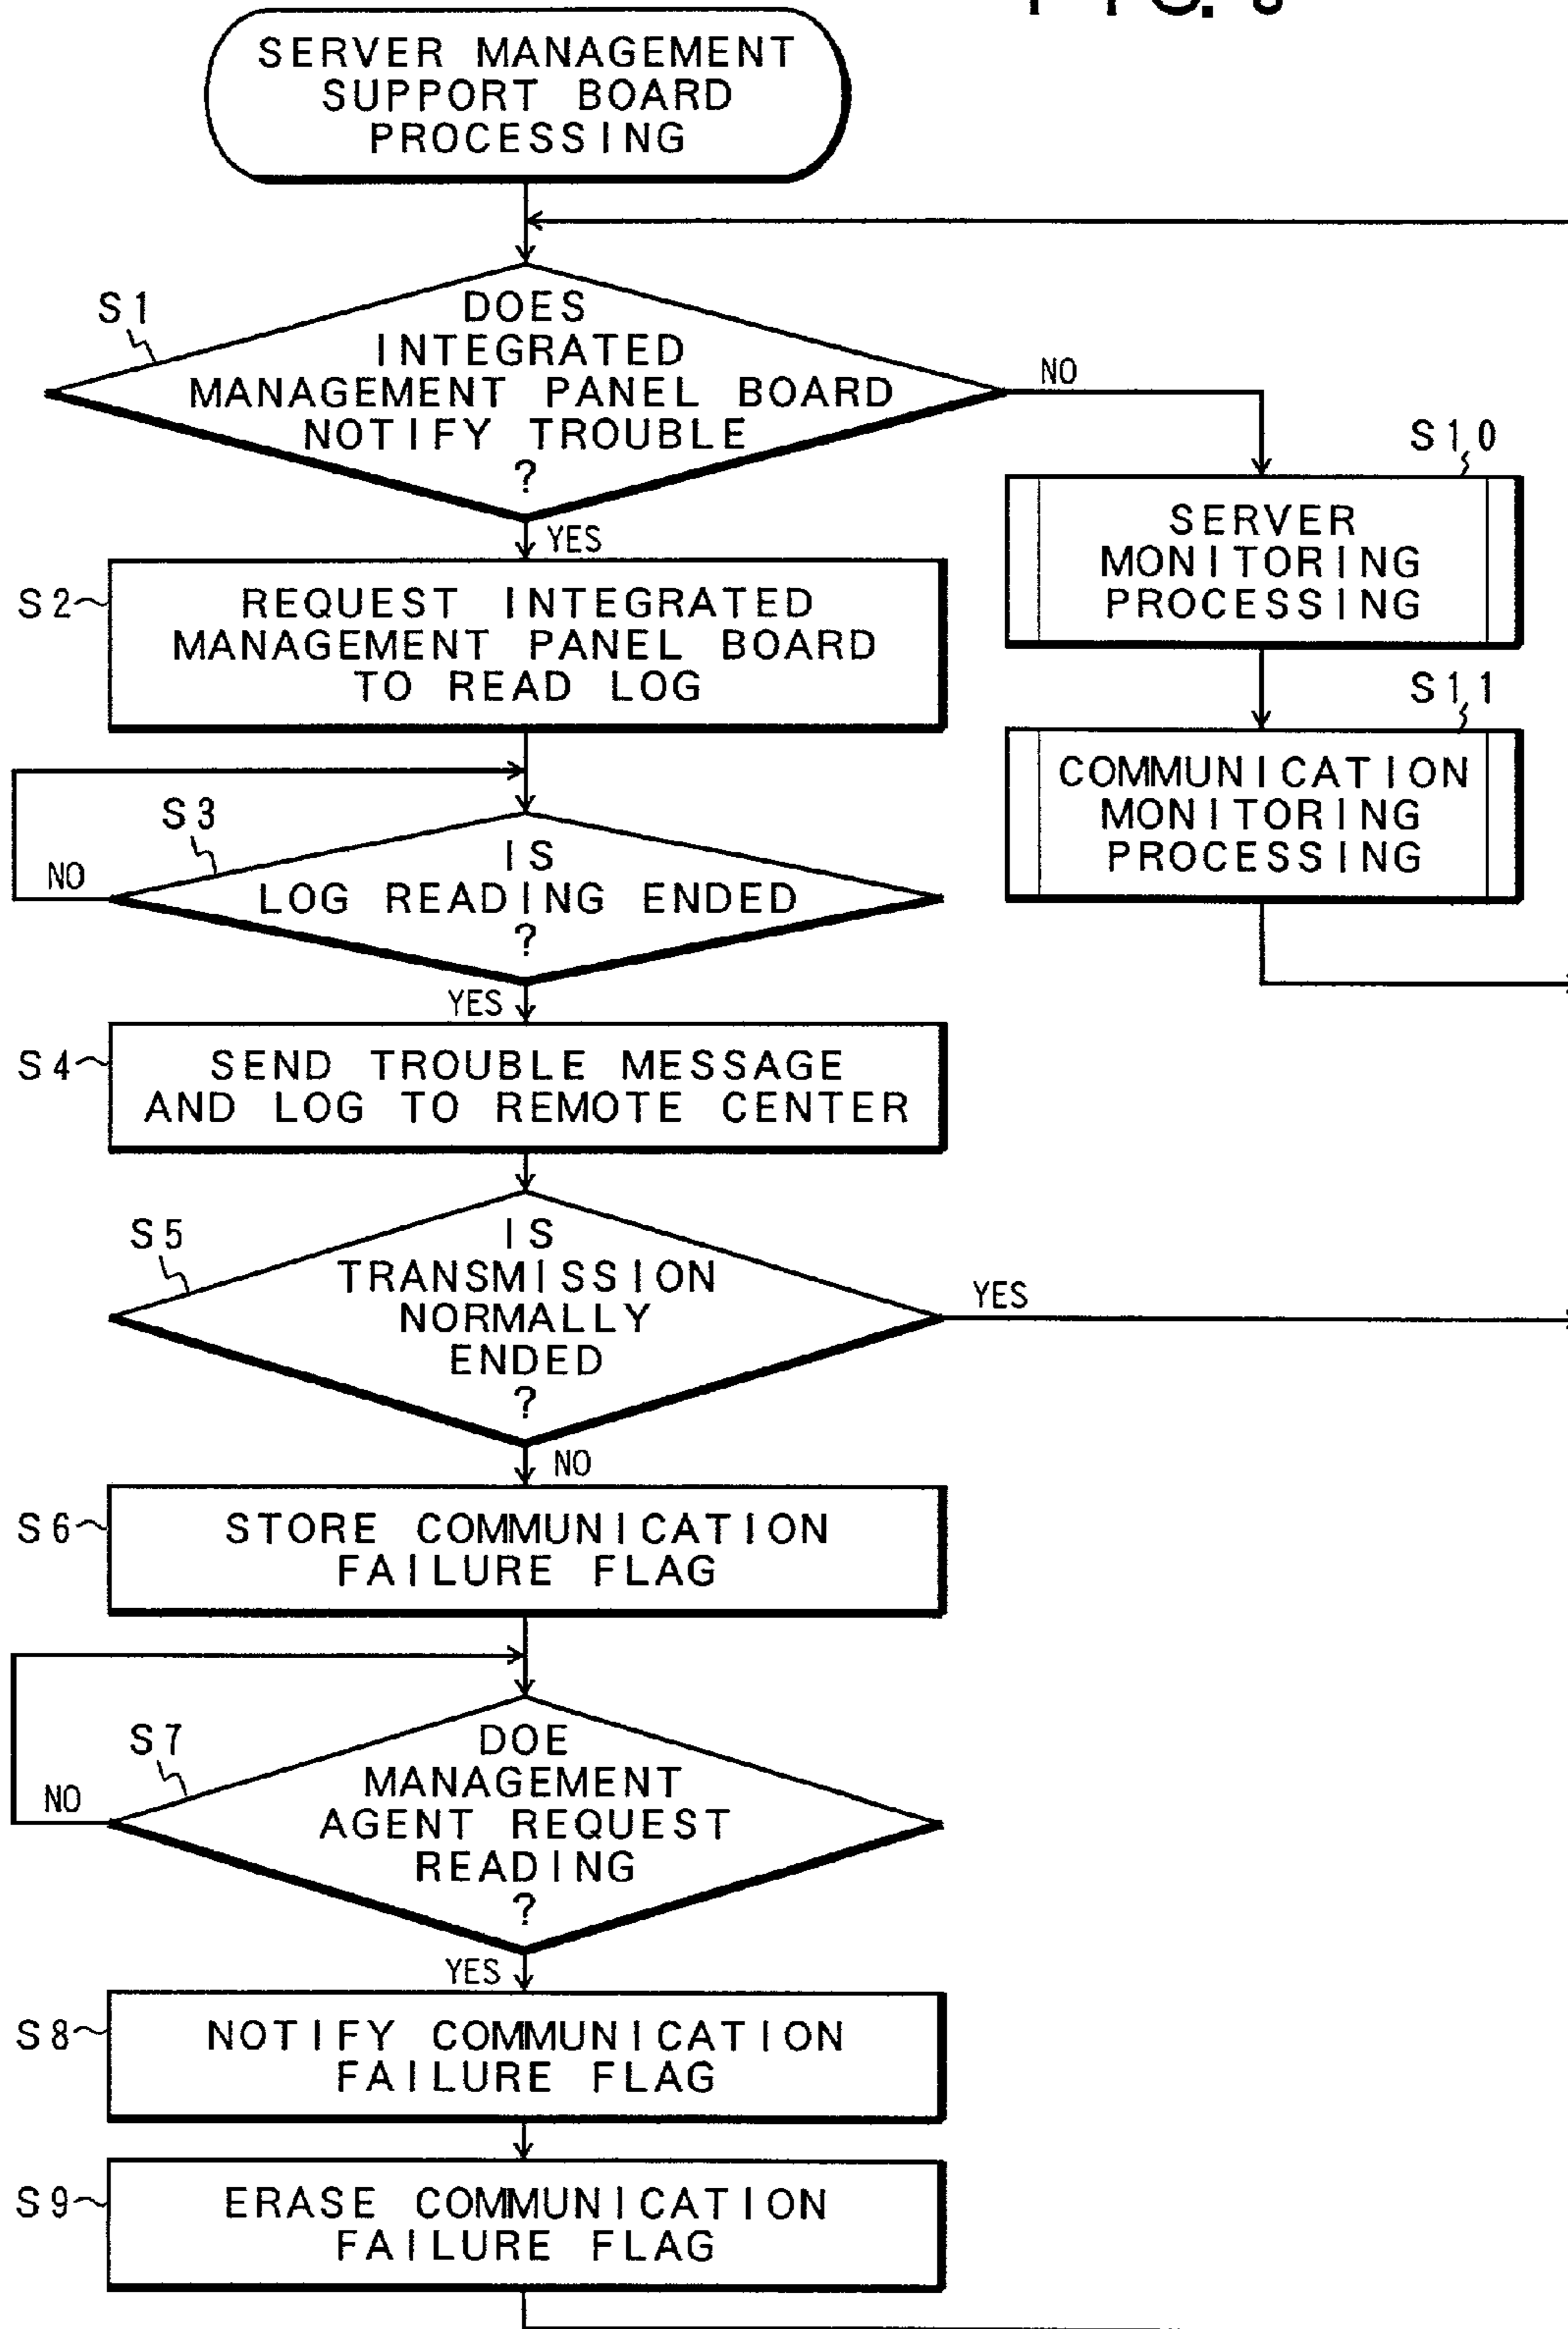 SERVER MANAGEMENT
SUPPORT BOARD
PROCESSING
S1
DOES
INTEGRATED
MANAGEMENT PANEL BOARD
NOTIFY TROUBLE
?
NO
YES
S10
SERVER
MONITORING
PROCESSING
S2
REQUEST INTEGRATED
MANAGEMENT PANEL BOARD
TO READ LOG
S11
COMMUNICATION
MONITORING
PROCESSING
S3
IS
LOG READING ENDED
?
NO
YES
S4
SEND TROUBLE MESSAGE
AND LOG TO REMOTE CENTER
S5
IS
TRANSMISSION
NORMALLY
ENDED
?
YES
NO
S6
STORE COMMUNICATION
FAILURE FLAG
S7
DOE
MANAGEMENT
AGENT REQUEST
READING
?
NO
YES
S8
NOTIFY COMMUNICATION
FAILURE FLAG
S9
ERASE COMMUNICATION
FAILURE FLAG